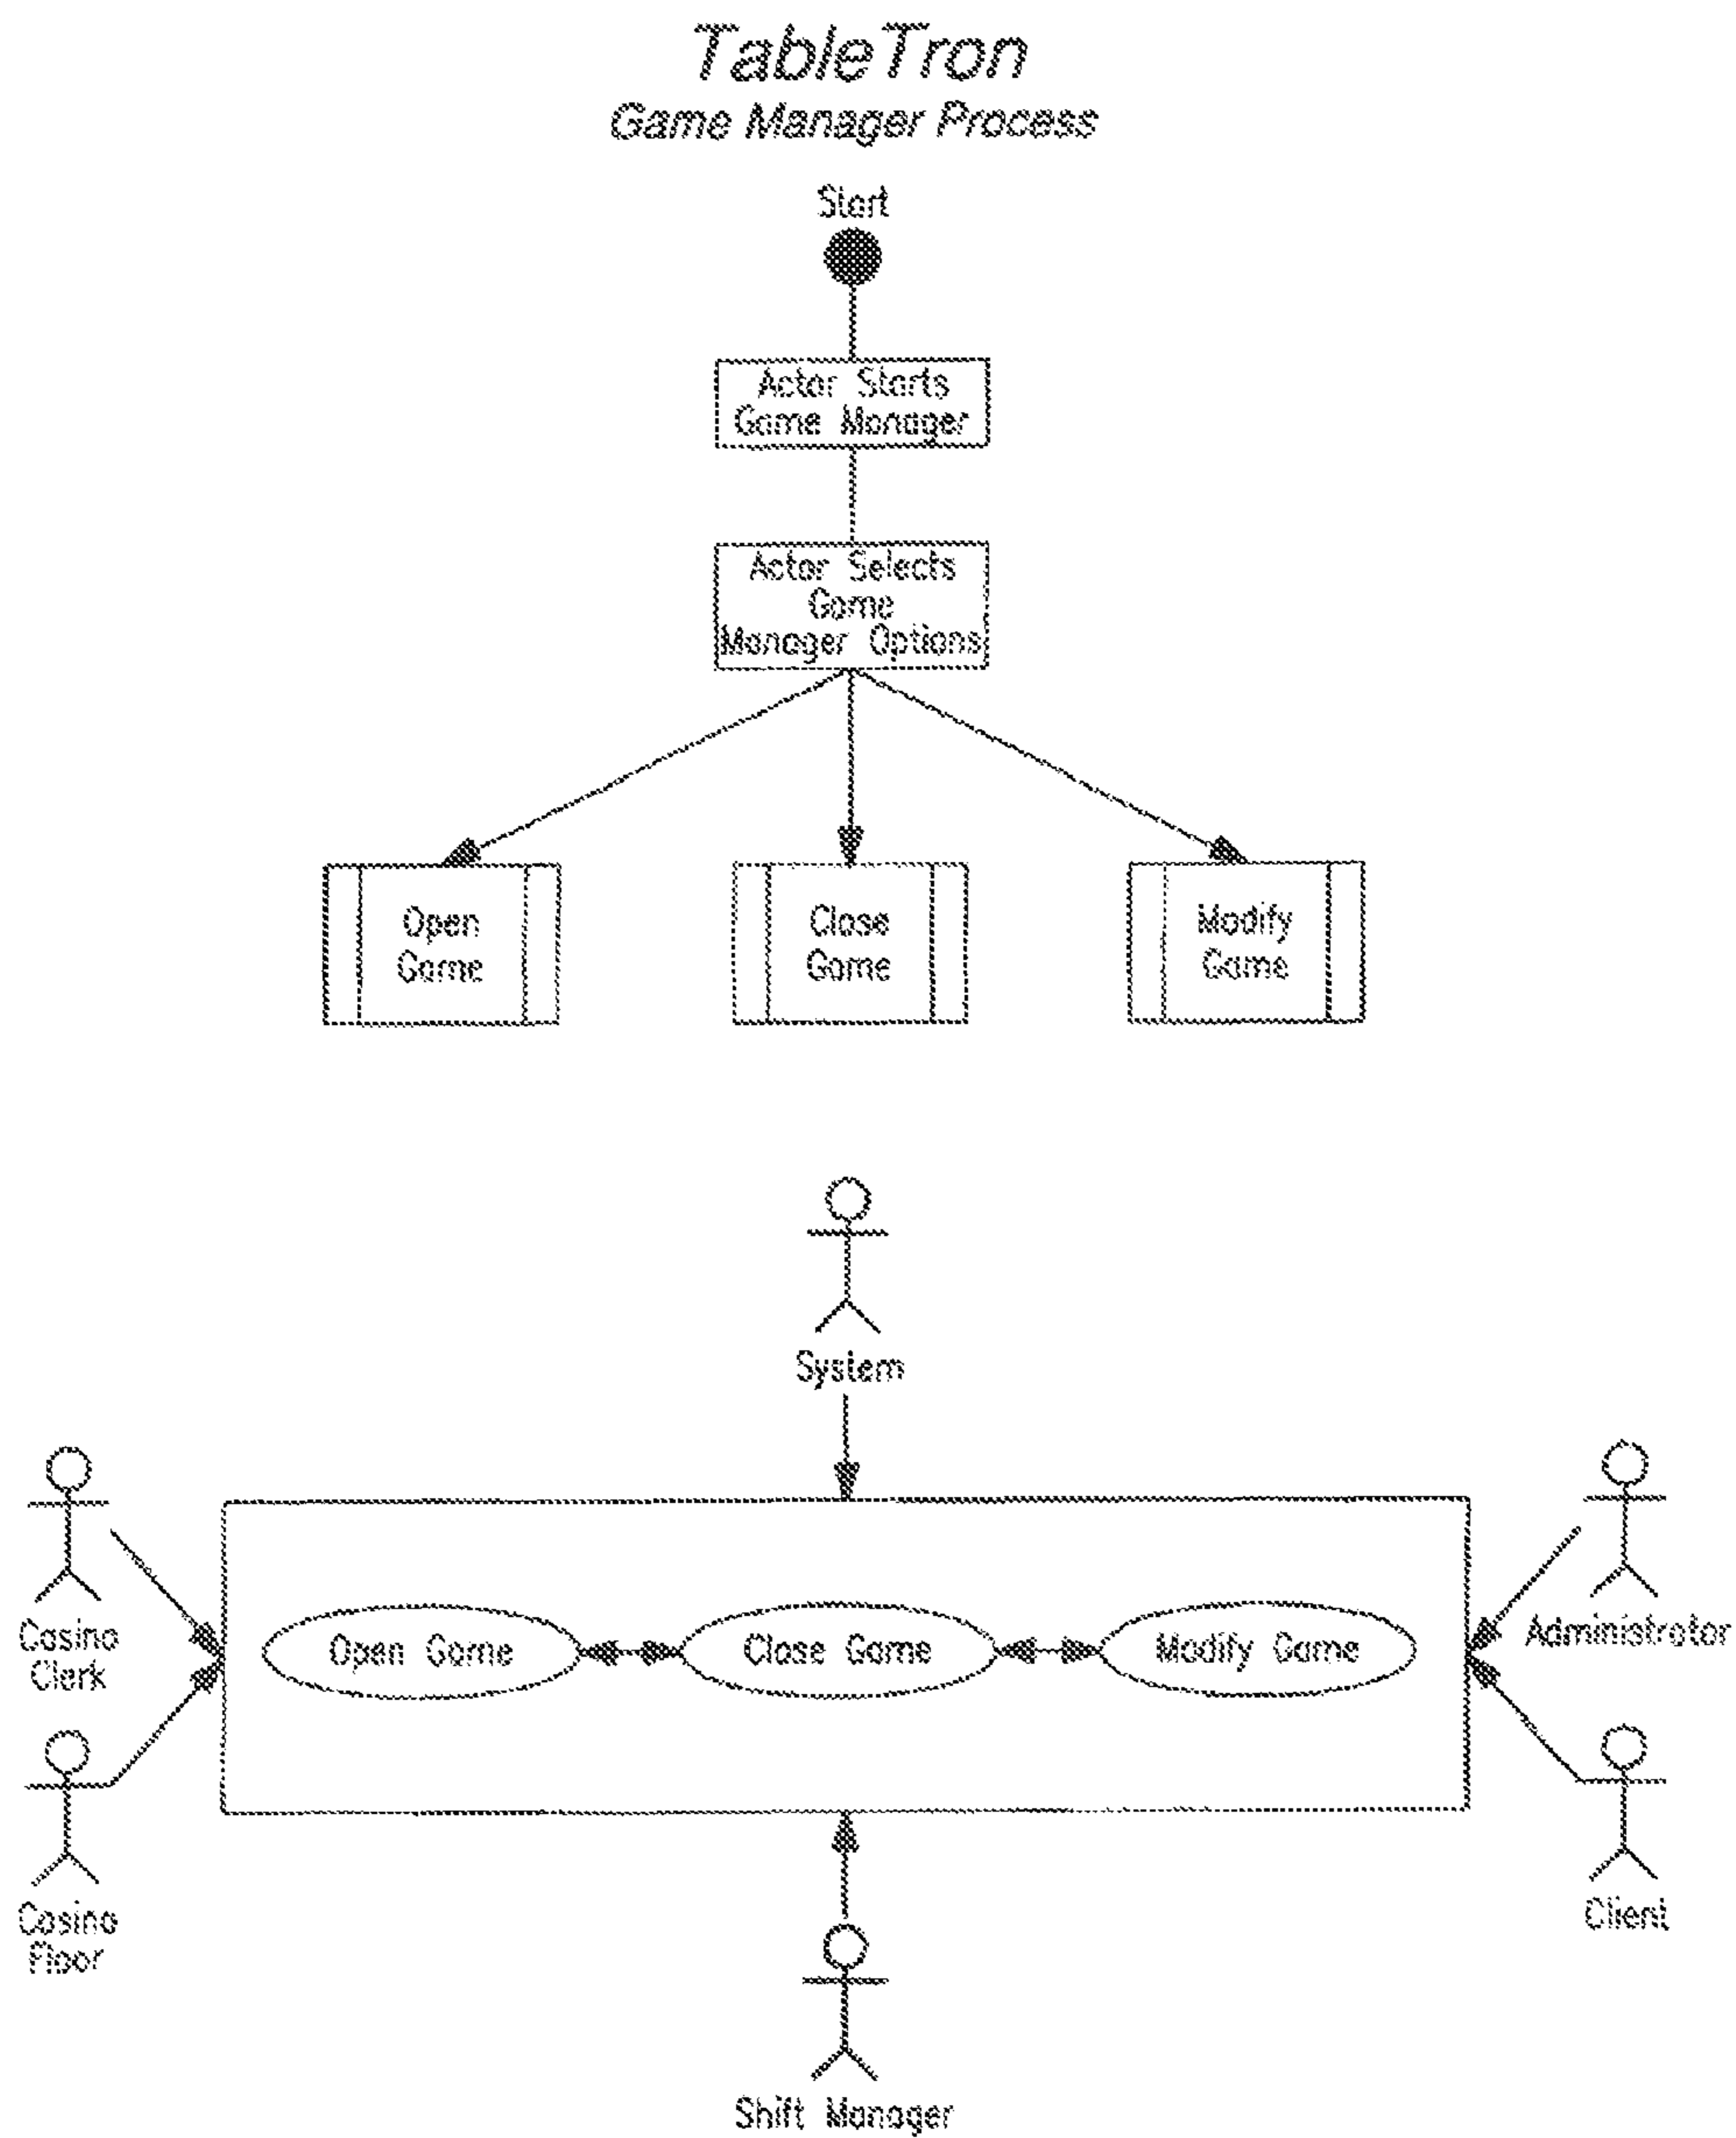 TableTron
Game Manager Process
Start
Actor Starts
Game Manager
Actor Selects
Game
Manager Options
Open
Game
Close
Game
Modify
Game
System
Casino
Clerk
Open Game
Close Game
Modify Game
Administrator
Casino
Floor
Client
Shift Manager